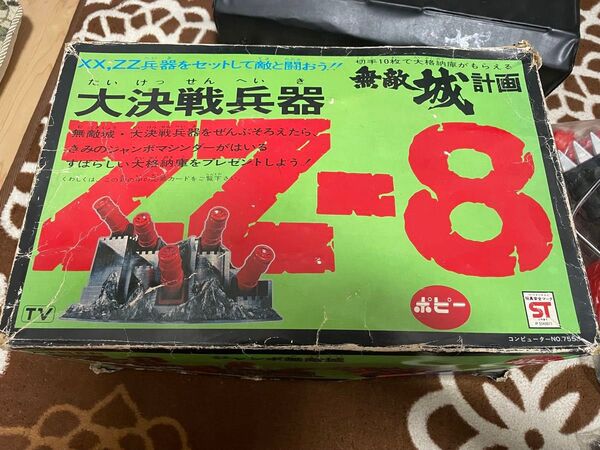 XX,ZZ兵器をセットして敵と闘おう!!
切手10枚で大格納庫がもらえる
無敵城計画
だいけっせんへいき
大決戦兵器
無敵城・大決戦兵器をぜんぶそろえたら、
きみのジャンボマシンダーがはいる
すばらしい大格納庫をプレゼントしよう!!
ZZ-8
TV
ポピー
ST
コンピューターNO.755